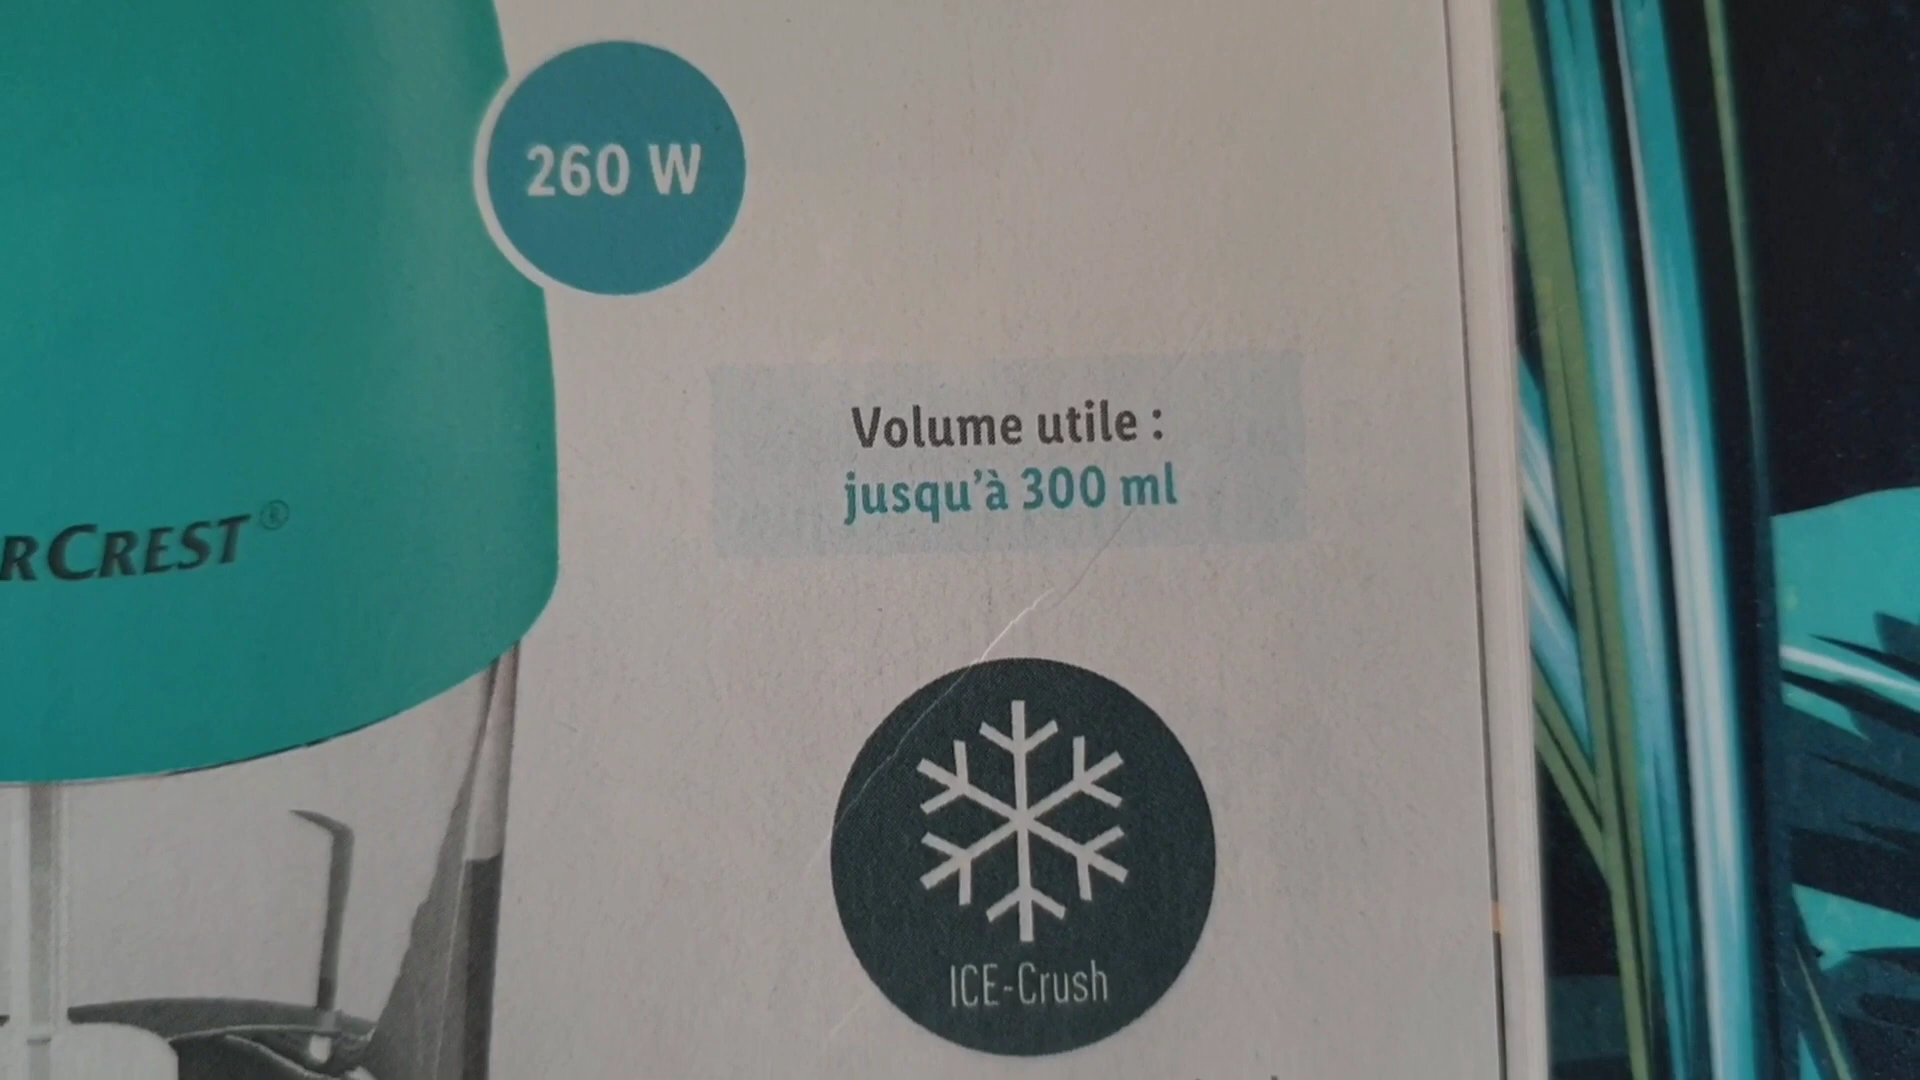 260 W
Volume utile :
jusqu'à 300 ml
RCREST®
ICE-Crush